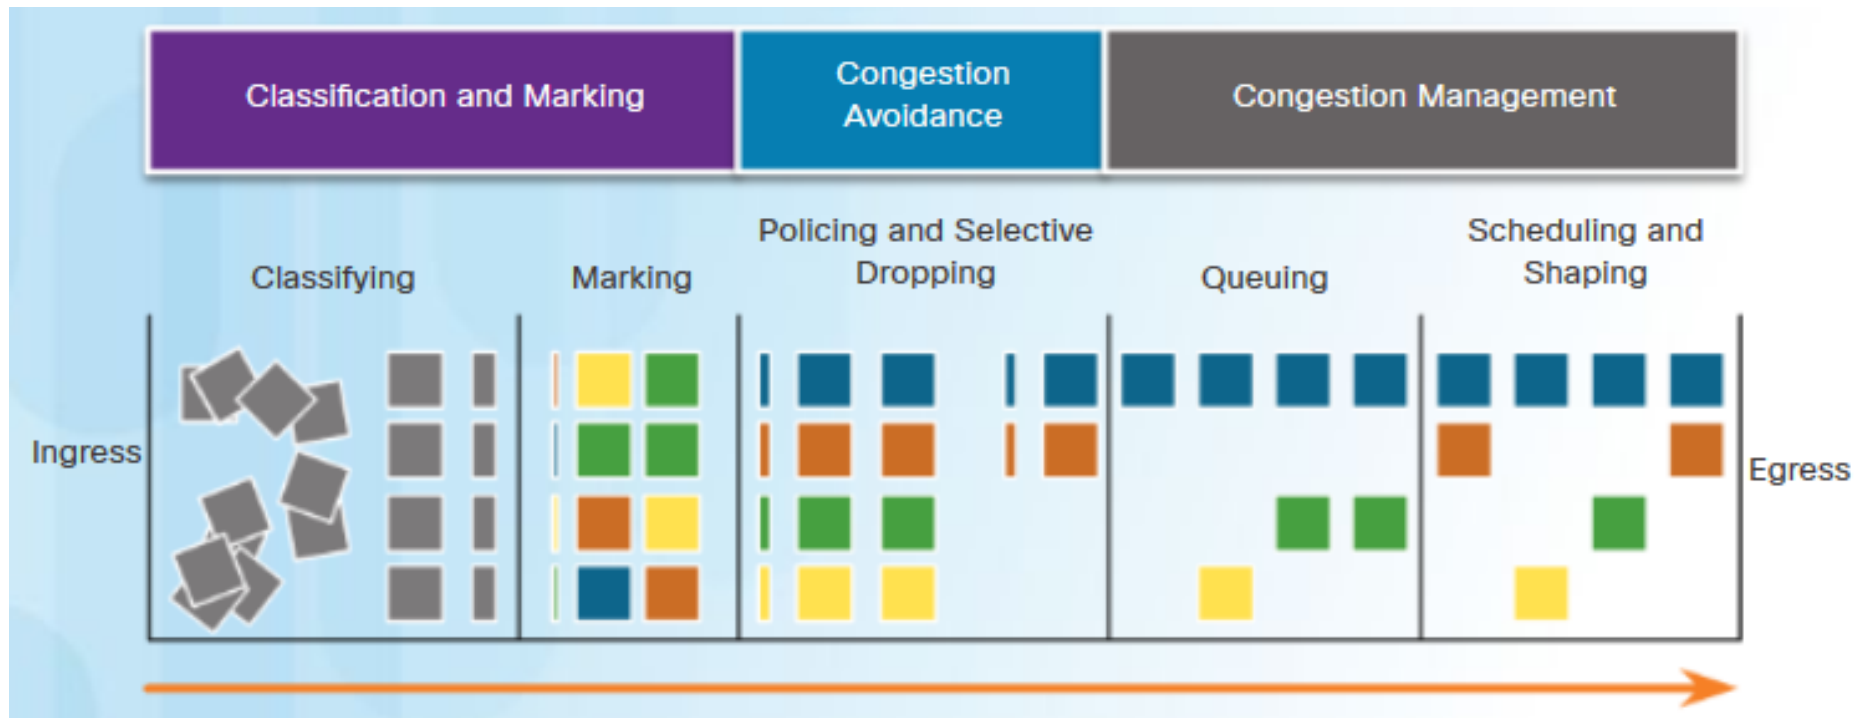 Classification and Marking
Congestion
Avoidance
Congestion Management
Classifying
Marking
Policing and Selective
Dropping
Queuing
Scheduling and
Shaping
Ingress
Egress